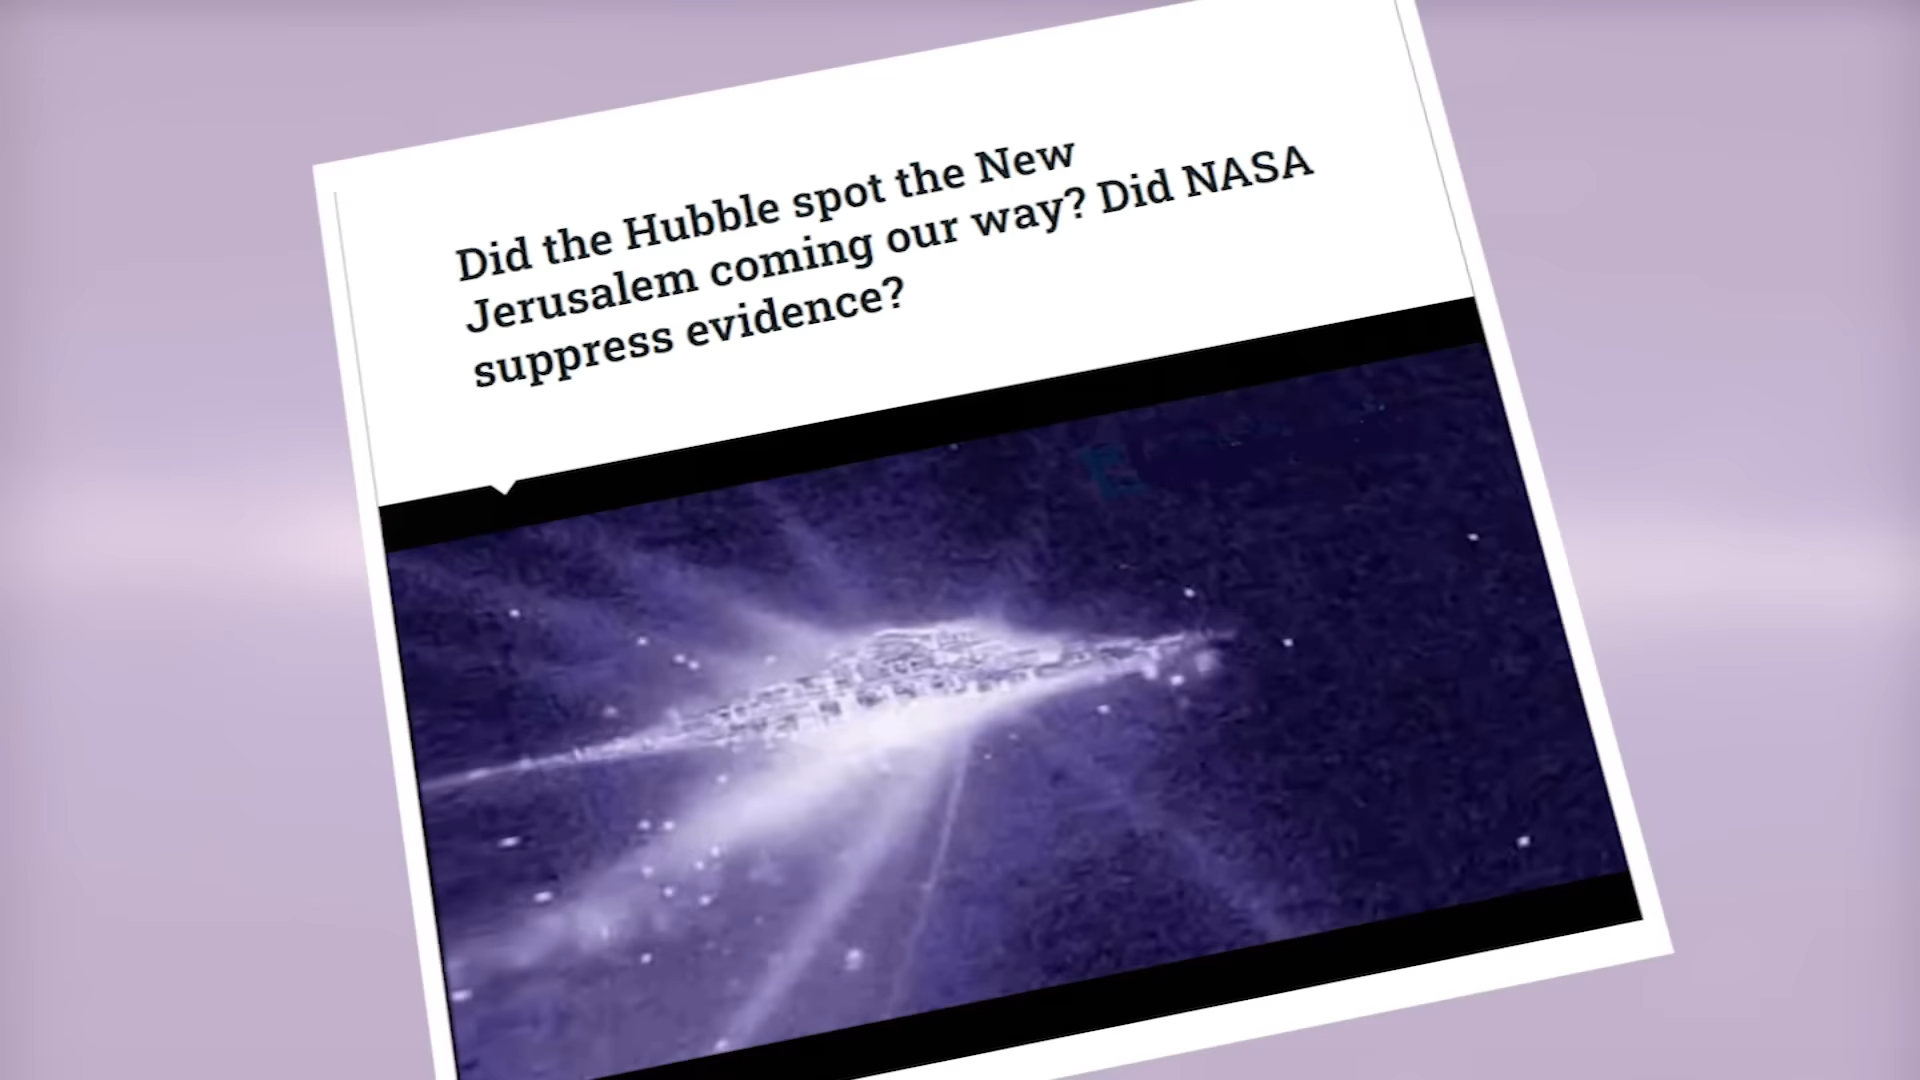 Did the Hubble spot the New
Jerusalem coming our way? Did NASA
suppress evidence?